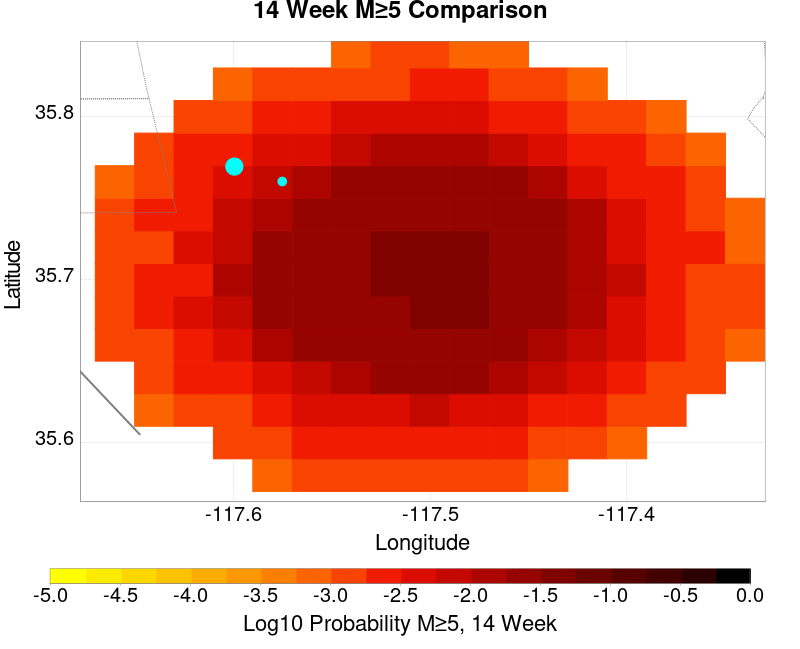 14 Week M≥5 Comparison
35.8
35.7
35.6
Latitude
-117.6 -117.5 -117.4
Longitude
-5.0 -4.5 -4.0 -3.5 -3.0 -2.5 -2.0 -1.5 -1.0 -0.5 0.0
Log10 Probability M≥5, 14 Week